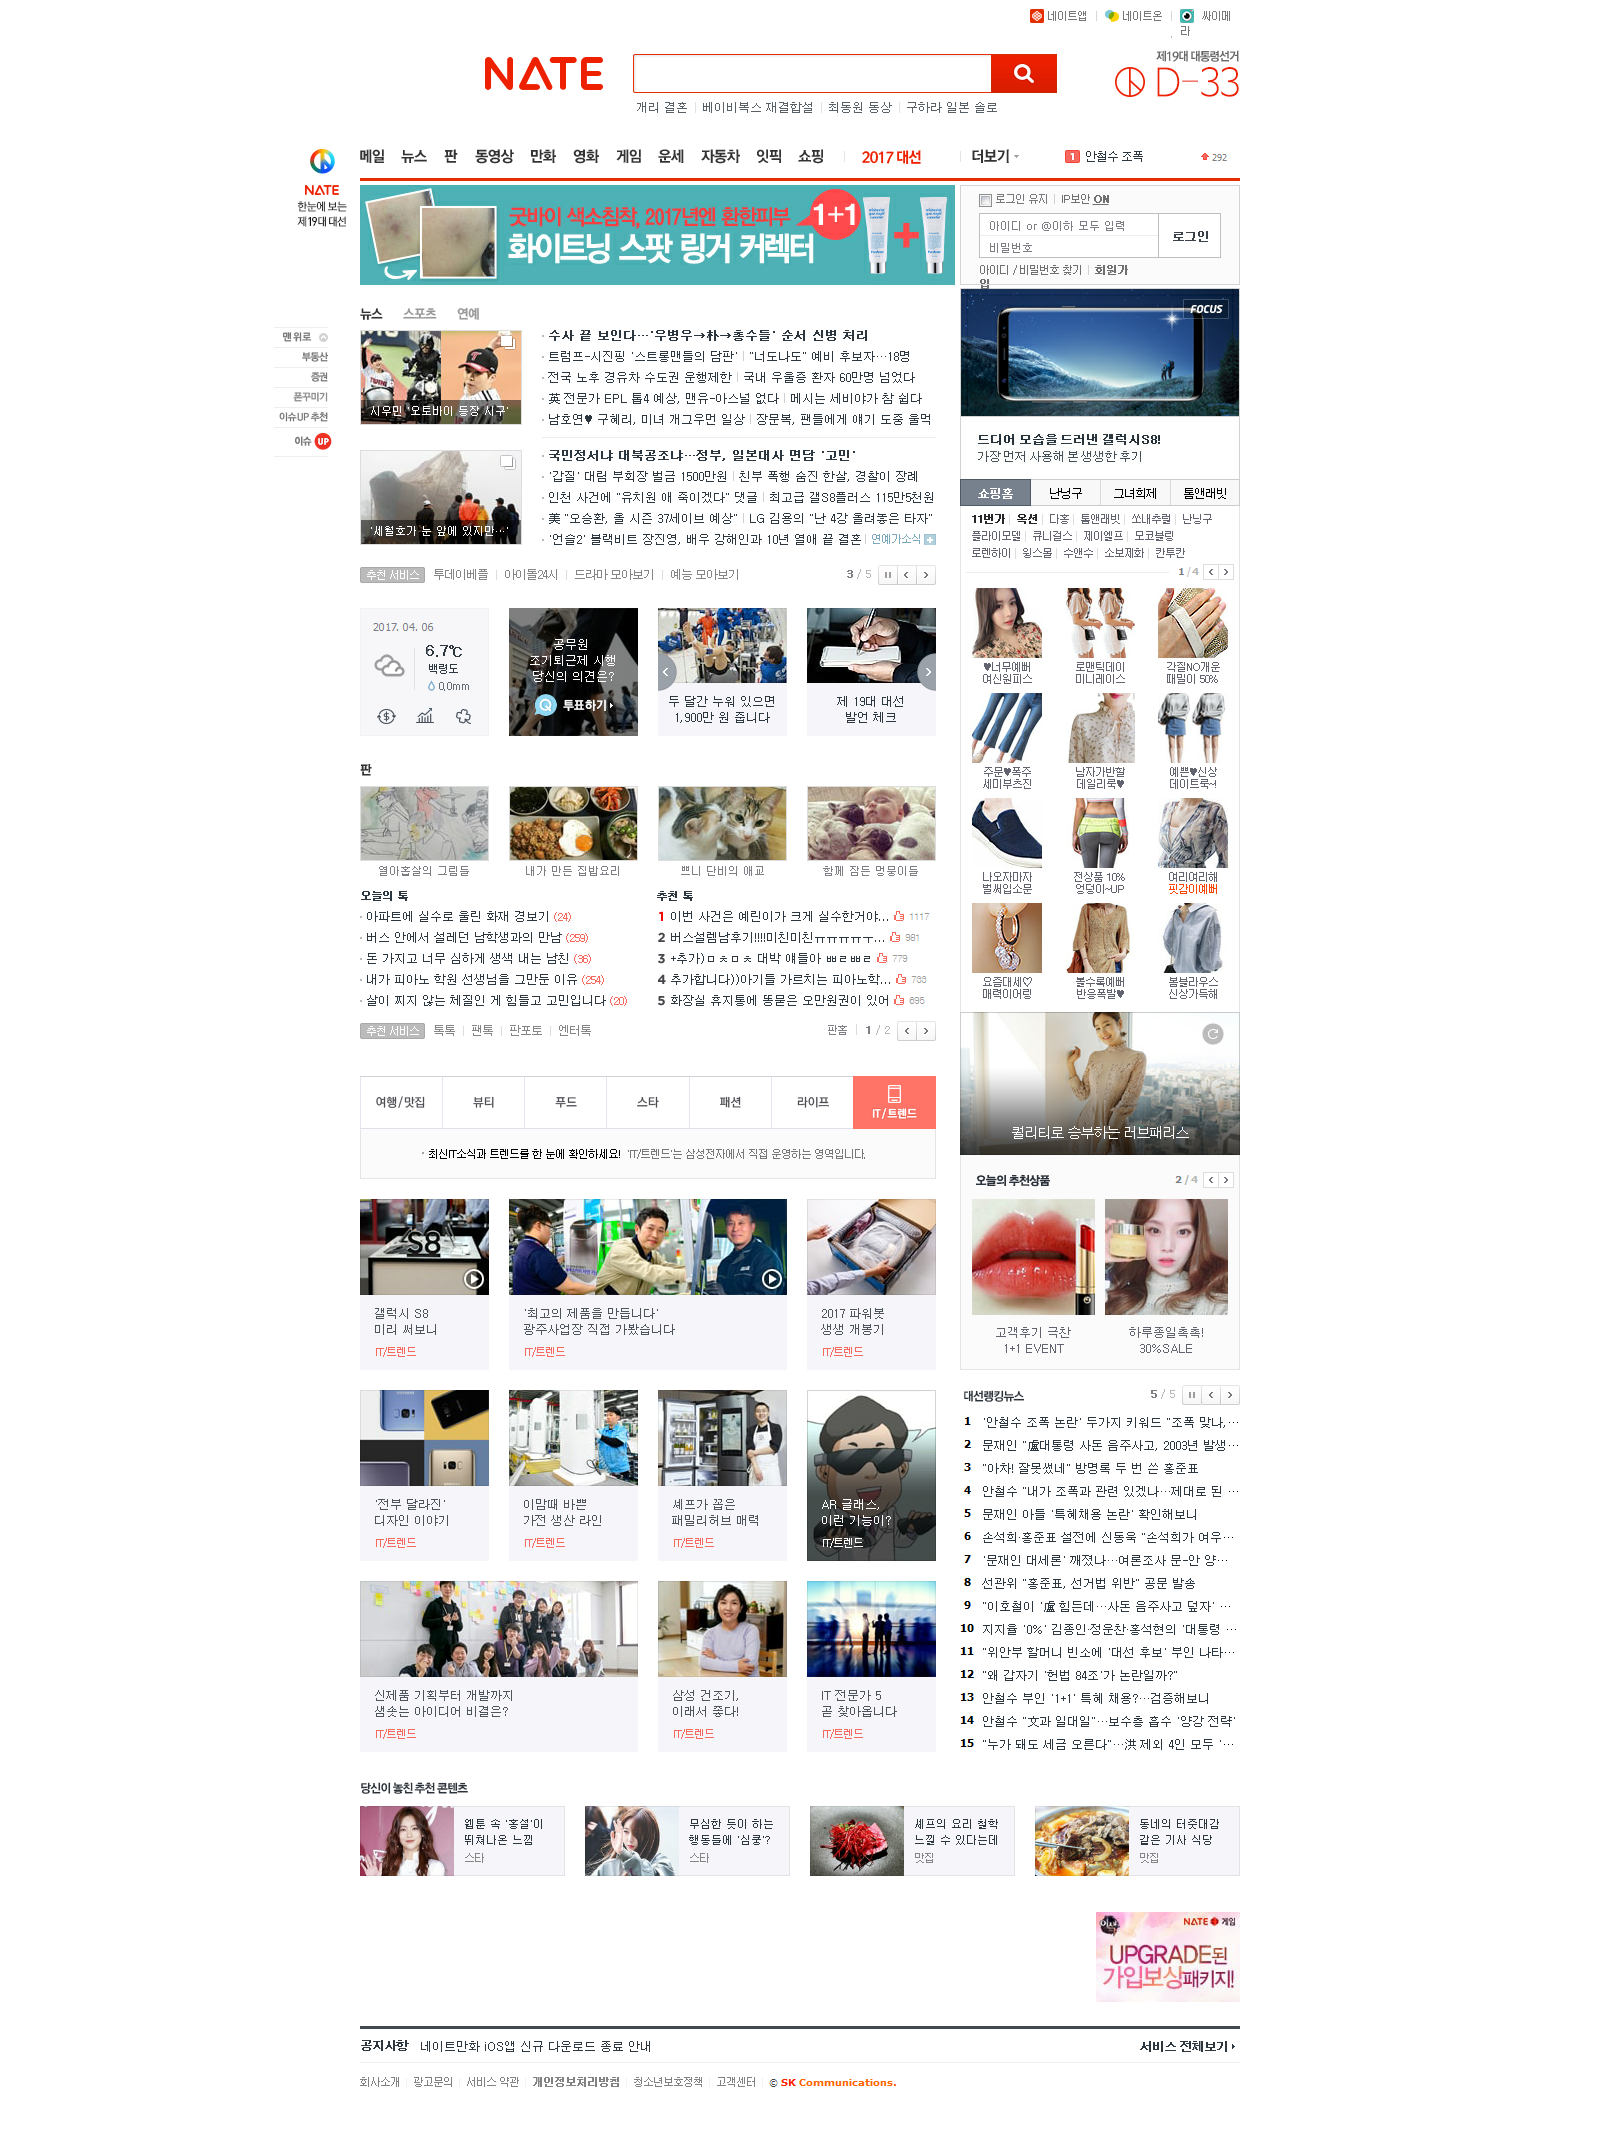 네이트앱
네이트온
싸이메라
NATE
제19대 대통령선거
D-33
개리 결혼
베이비복스 재결합설
최동원 동상
구하라 일본 솔로
메일 뉴스 판 동영상 만화 영화 게임 운세 자동차 잇픽 쇼핑
2017 대선
더보기
1 안철수 조폭
292
NATE
한눈에 보는
제19대 대선
굿바이 색소침착, 2017년엔 환한피부
화이트닝 스팟 링거 커렉터
1+1
로그인 유지
IP보안 ON
아이디 or @이하 모두 입력
비밀번호
로그인
아이디 / 비밀번호 찾기
회원가입
맨위로
부동산
증권
폰꾸미기
이슈UP 추천
이슈 UP
뉴스 스포츠 연예
시우민 '오토바이 등장 시구'
수사 끝 보인다…'우병우→朴→홍수들' 순서 신병 처리
트럼프-시진핑 '스트롱맨들의 담판'
"너도나도" 예비 후보자…18명
전국 노후 경유차 수도권 운행제한
국내 우울증 환자 60만명 넘었다
英 전문가 EPL 톱4 예상, 맨유-아스널 없다
메시는 세비야가 참 쉽다
남호연♥ 구혜리, 미녀 개그우먼 일상
장문복, 팬들에게 얘기 도중 울먹
'세월호가 눈 앞에 있지만…'
국민정서냐 대북공조냐…정부, 일본대사 면담 '고민'
'갑질' 대림 부회장 벌금 1500만원
친부 폭행 숨진 한살, 경찰이 장례
인천 사건에 "유치원 애 죽이겠다" 댓글
최고급 갤S8플러스 115만5천원
美 "오승환, 올 시즌 37세이브 예상"
LG 김용의 "난 4강 올려놓은 타자"
'언슬2' 블랙비트 장진영, 배우 강해인과 10년 열애 끝 결혼
연예가소식
추천 서비스
투데이베플
아이돌24시
드라마 모아보기
예능 모아보기
3 / 5
FOCUS
드디어 모습을 드러낸 갤럭시S8!
가장 먼저 사용해 본 생생한 후기
쇼핑홈
난닝구
그녀희제
톰앤래빗
11번가 옥션 다홍 톰앤래빗 쏘내추럴 난닝구
플라이모델 큐니걸스 제이엘프 모코블링
로렌하이 윙스몰 수앤수 소보제화 칸투칸
1 / 4
♥너무예뻐
여신원피스
로맨틱데이
미니레이스
각질NO개운
때밀이 50%
주문♥폭주
세미부츠진
남자가반할
데일리룩♥
예쁜♥신상
데이트룩~!
나오자마자
벌써입소문
전상품 10%
엉덩이~UP
여리여리해
핏감이예뻐
요즘대세♡
매력이어링
볼수록예뻐
반응폭발♥
봄블라우스
신상가득해
2017. 04. 06
6.7℃
백령도
0.0mm
공무원
조기퇴근제 시행
당신의 의견은?
Q 투표하기
두 달간 누워 있으면
1,900만 원 줍니다
제 19대 대선
발언 체크
판
열아홉살의 그림들
내가 만든 집밥요리
쁘니 단비의 애교
함께 잠든 멍뭉이들
오늘의 톡
아파트에 실수로 울린 화재 경보기 (24)
버스 안에서 설레던 남학생과의 만남 (259)
돈 가지고 너무 심하게 생색 내는 남친 (36)
내가 피아노 학원 선생님을 그만둔 이유 (254)
살이 찌지 않는 체질인 게 힘들고 고민입니다 (20)
추천 톡
1 이번 사건은 예린이가 크게 실수한거야... 1117
2 버스설렘남후기!!!!미친미친ㅠㅠㅠㅠㅜ... 981
3 +추가)ㅁㅊㅁㅊ 대박 얘들아 ㅃㄹㅃㄹ 779
4 추가합니다))아기들 가르치는 피아노학... 733
5 화장실 휴지통에 똥묻은 오만원권이 있어 695
추천 서비스
톡톡
팬톡
판포토
엔터톡
판홈
1 / 2
여행/맛집
뷰티
푸드
스타
패션
라이프
IT/트렌드
최신IT소식과 트렌드를 한 눈에 확인하세요! 'IT/트렌드'는 삼성전자에서 직접 운영하는 영역입니다.
퀄리티로 승부하는 러브패리스
S8
갤럭시 S8
미리 써보니
IT/트렌드
'최고의 제품을 만듭니다'
광주사업장 직접 가봤습니다
IT/트렌드
2017 파워봇
생생 개봉기
IT/트렌드
오늘의 추천상품
2 / 4
고객후기 극찬
1+1 EVENT
하루종일촉촉!
30%SALE
'전부 달라진'
디자인 이야기
IT/트렌드
이맘때 바쁜
가전 생산 라인
IT/트렌드
셰프가 꼽은
패밀리허브 매력
IT/트렌드
AR 글래스,
이런 기능이?
IT/트렌드
대선랭킹뉴스
5 / 5
1 '안철수 조폭 논란' 두가지 키워드 "조폭 맞나,…
2 문재인 "盧대통령 사돈 음주사고, 2003년 발생…
3 "아차! 잘못썼네" 방명록 두 번 쓴 홍준표
4 안철수 "내가 조폭과 관련 있겠나…제대로 된 …
5 문재인 아들 '특혜채용 논란' 확인해보니
6 손석희·홍준표 설전에 신동욱 "손석희가 여우…
7 '문재인 대세론' 깨졌나…여론조사 문-안 양…
8 선관위 "홍준표, 선거법 위반" 공문 발송
9 "이호철이 '盧 힘든데…사돈 음주사고 덮자' …
10 지지율 '0%' 김종인·정운찬·홍석현의 '대통령 …
11 "위안부 할머니 빈소에 '대선 후보' 부인 나타…
12 "왜 갑자기 '헌법 84조'가 논란일까?"
13 안철수 부인 '1+1' 특혜 채용?…검증해보니
14 안철수 "文과 일대일"…보수층 흡수 '양강 전략'
15 "누가 돼도 세금 오른다"…洪 제외 4인 모두 '…
신제품 기획부터 개발까지
샘솟는 아이디어 비결은?
IT/트렌드
삼성 건조기,
이래서 좋다!
IT/트렌드
IT 전문가 5
곧 찾아옵니다
IT/트렌드
당신이 놓친 추천 콘텐츠
웹툰 속 '홍설'이
뛰쳐나온 느낌
스타
무심한 듯이 하는
행동들에 '심쿵'?
스타
셰프의 요리 철학
느낄 수 있다는데
맛집
동네의 터줏대감
같은 기사 식당
맛집
NATE 게임
UPGRADE된
가입보상패키지!
공지사항 네이트만화 iOS앱 신규 다운로드 종료 안내
서비스 전체보기
회사소개 광고문의 서비스 약관 개인정보처리방침 청소년보호정책 고객센터 © SK Communications.